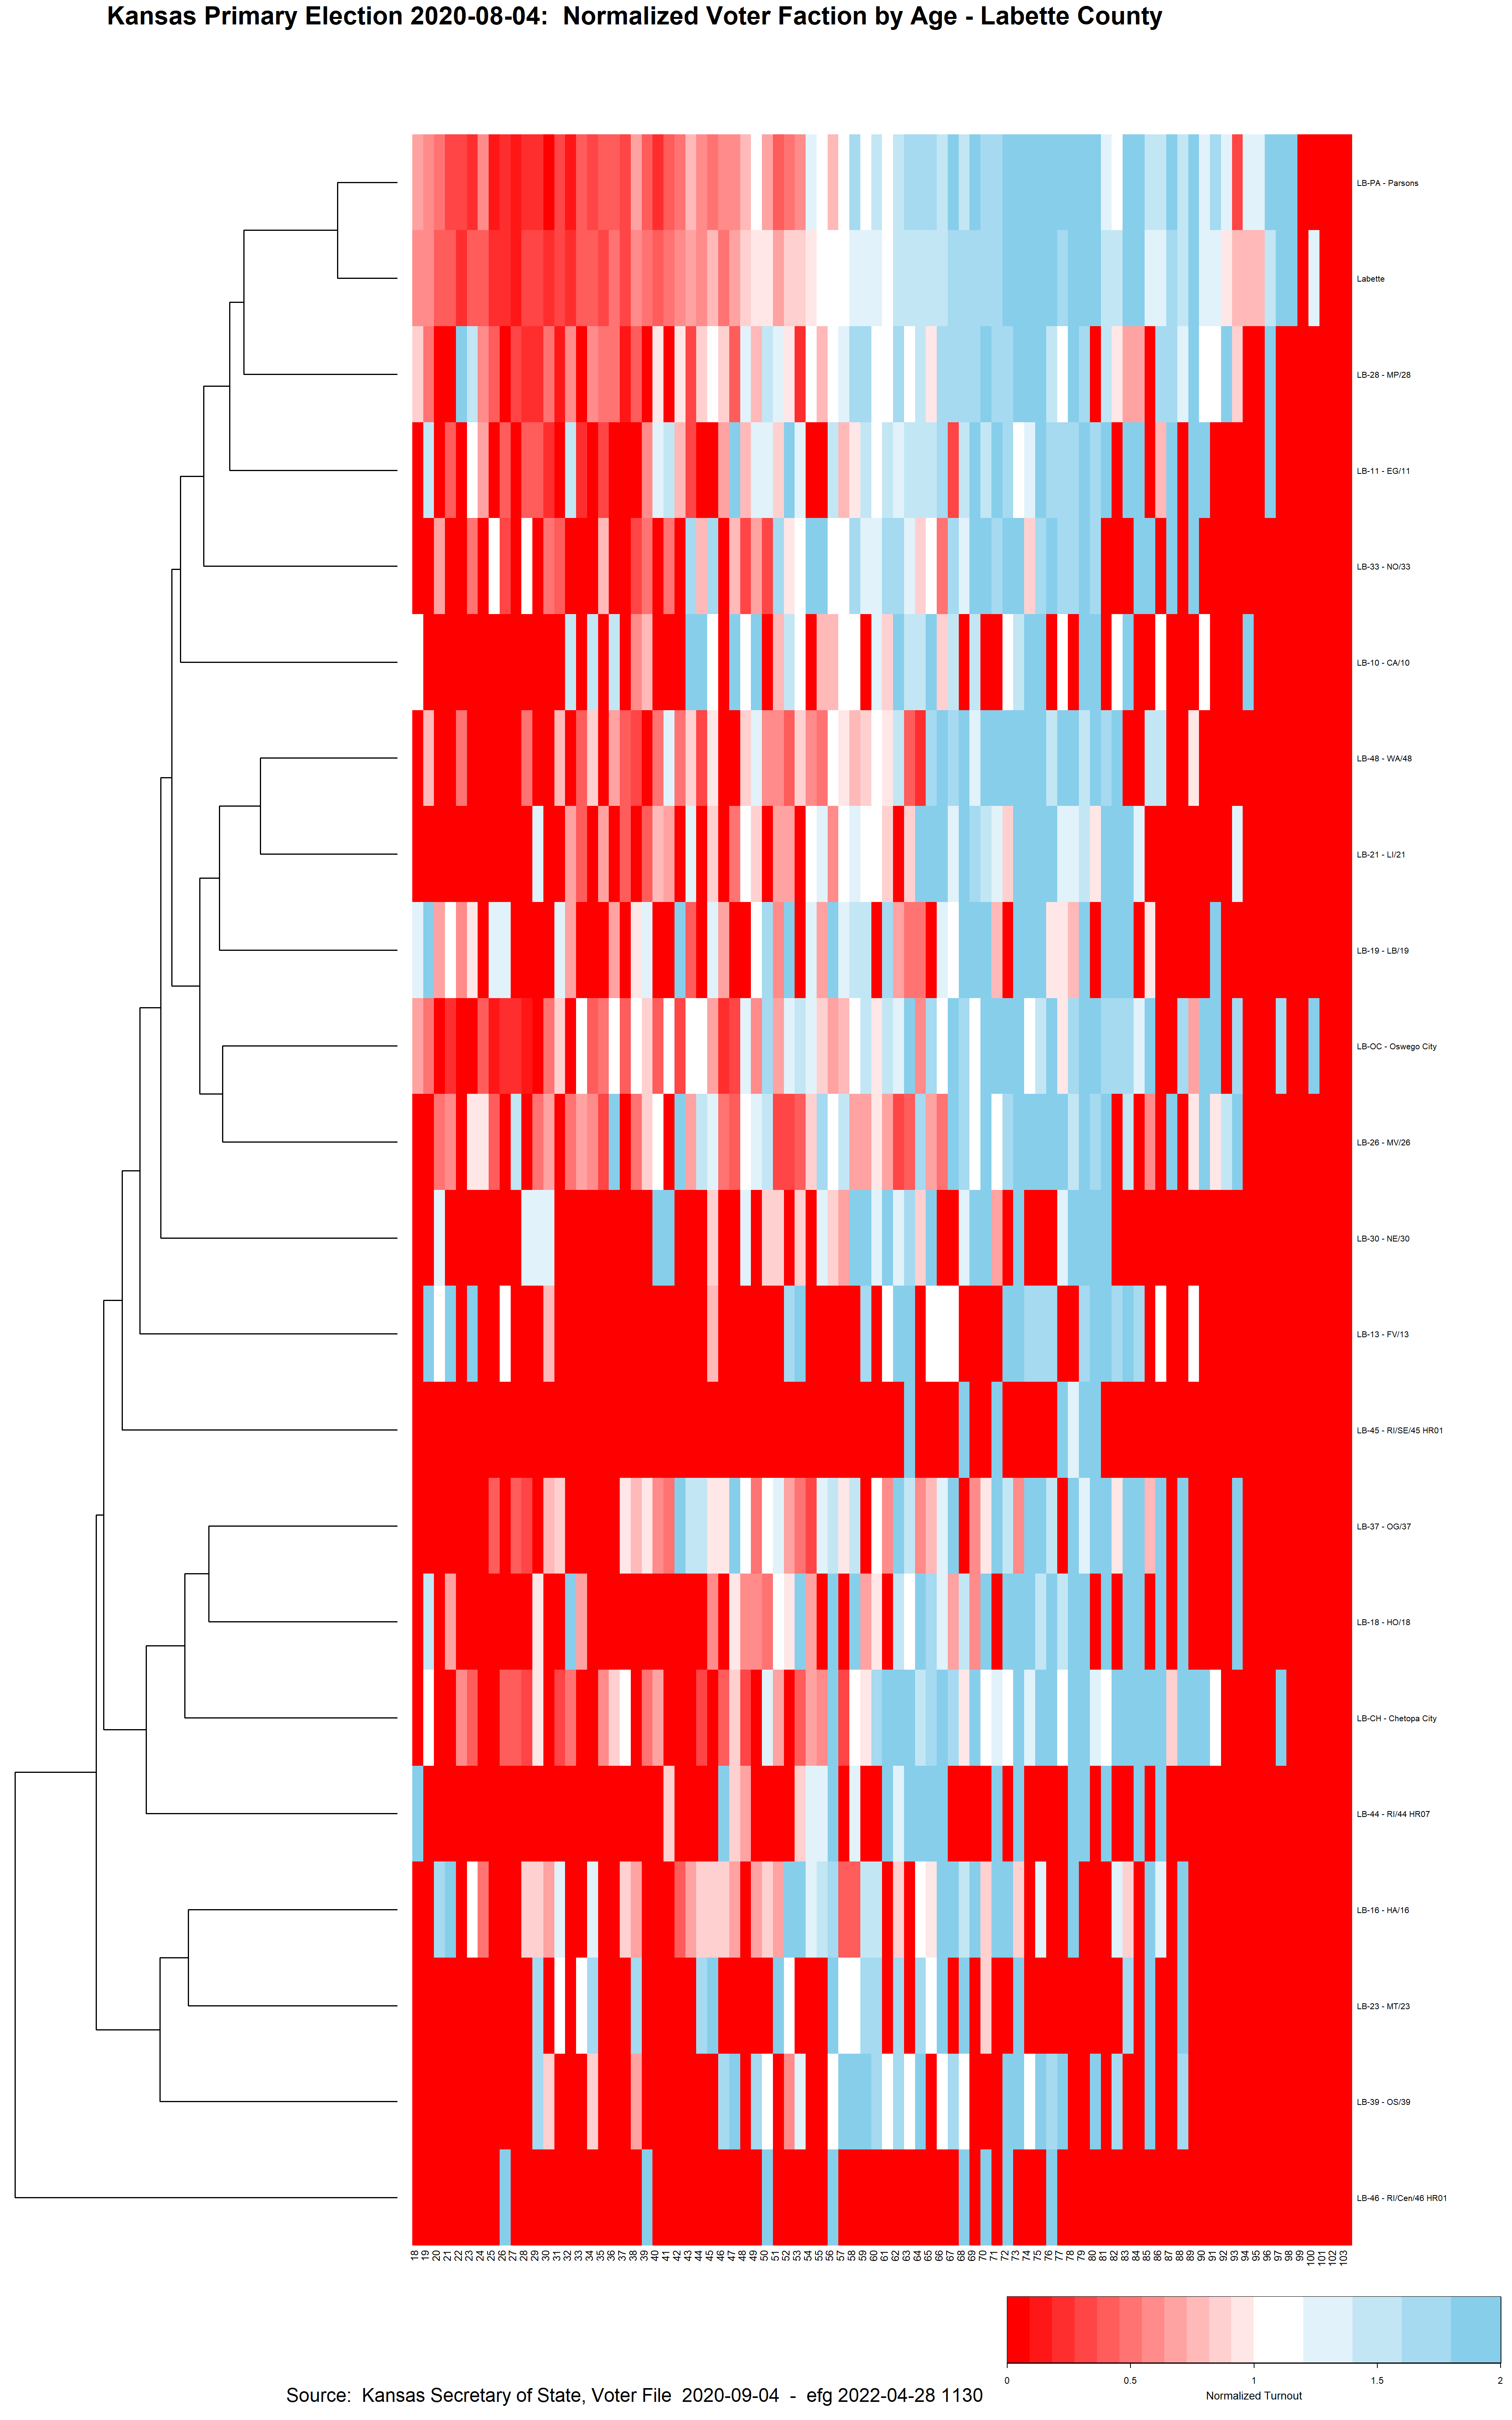 Kansas Primary Election 2020-08-04:  Normalized Voter Faction by Age - Labette County
LB-PA - Parsons
Labette
LB-28 - MP/28
LB-11 - EG/11
LB-33 - NO/33
LB-10 - CA/10
LB-48 - WA/48
LB-21 - LI/21
LB-19 - LB/19
LB-OC - Oswego City
LB-26 - MV/26
LB-30 - NE/30
LB-13 - FV/13
LB-45 - RI/SE/45 HR01
LB-37 - OG/37
LB-18 - HO/18
LB-CH - Chetopa City
LB-44 - RI/44 HR07
LB-16 - HA/16
LB-23 - MT/23
LB-39 - OS/39
LB-46 - RI/Cen/46 HR01
18 19 20 21 22 23 24 25 26 27 28 29 30 31 32 33 34 35 36 37 38 39 40 41 42 43 44 45 46 47 48 49 50 51 52 53 54 55 56 57 58 59 60 61 62 63 64 65 66 67 68 69 70 71 72 73 74 75 76 77 78 79 80 81 82 83 84 85 86 87 88 89 90 91 92 93 94 95 96 97 98 99 100 101 102 103
0 0.5 1 1.5 2
Normalized Turnout
Source:  Kansas Secretary of State, Voter File  2020-09-04  -  efg 2022-04-28 1130